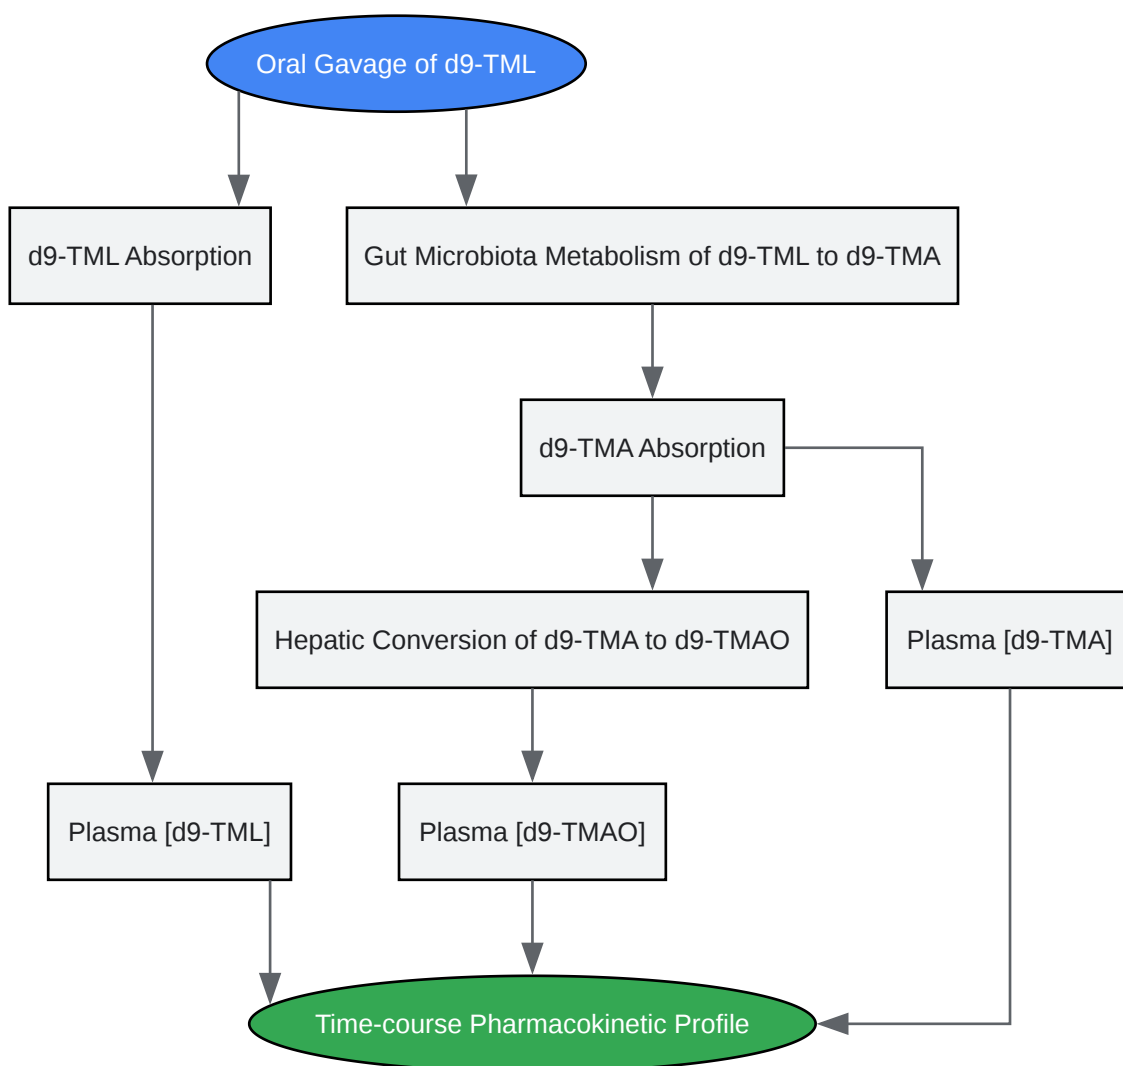 Oral Gavage of d9-TML
d9-TML Absorption
Gut Microbiota Metabolism of d9-TML to d9-TMA
d9-TMA Absorption
Hepatic Conversion of d9-TMA to d9-TMAO
Plasma [d9-TMA]
Plasma [d9-TML]
Plasma [d9-TMAO]
Time-course Pharmacokinetic Profile